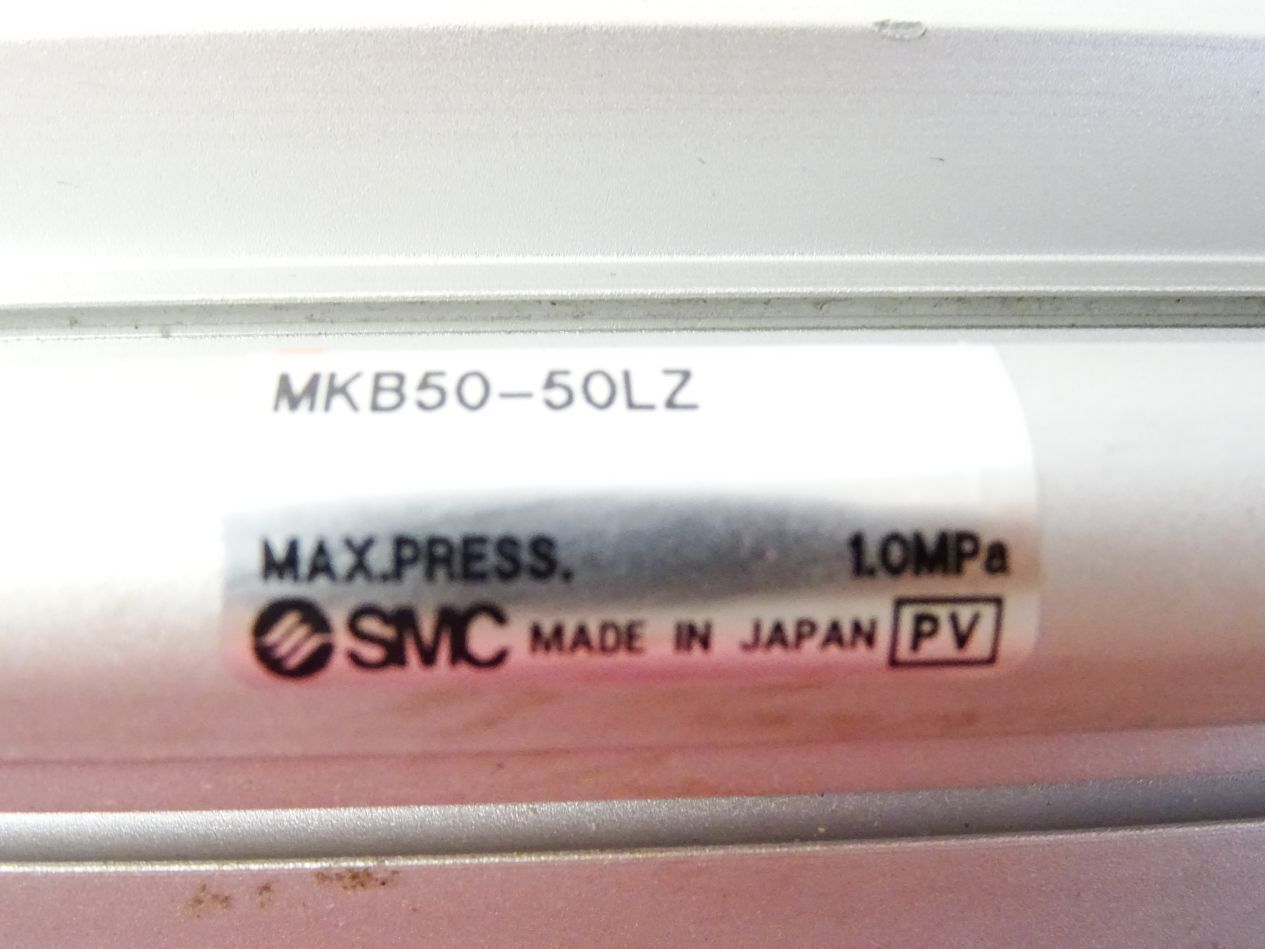 MKB50-50LZ
MAX.PRESS. 1.0MPa
SMC MADE IN JAPAN PV